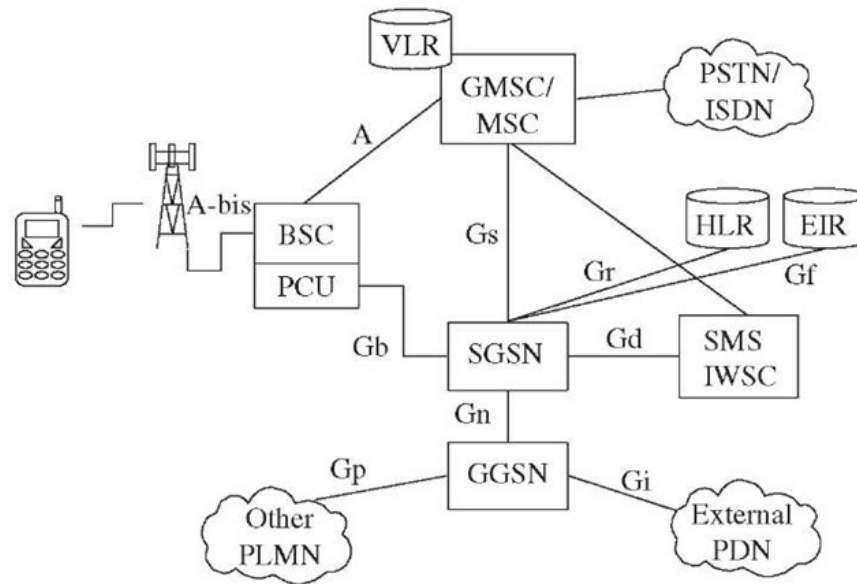 VLR
GMSC/
MSC
PSTN/
ISDN
A
A-bis
BSC
PCU
HLR
EIR
Gs
Gr
Gf
Gb
SGSN
Gd
SMS
IWSC
Gn
Gp
GGSN
Gi
Other
PLMN
External
PDN